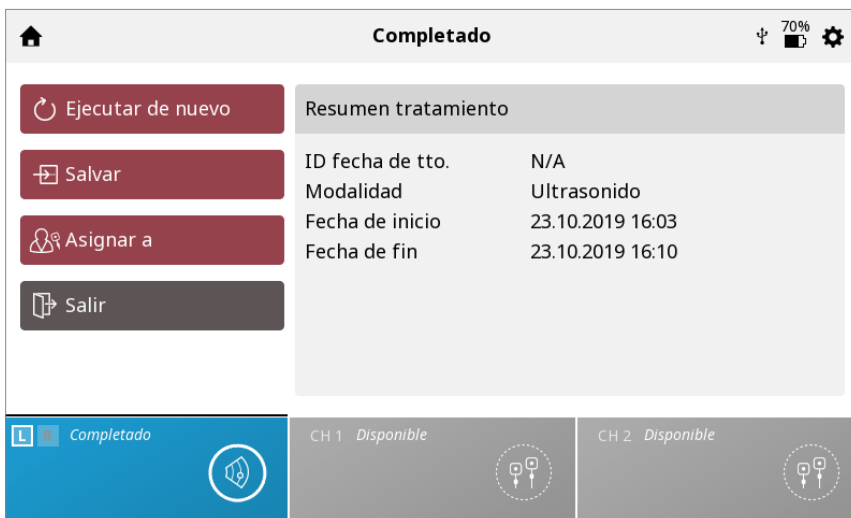 Completado
70%
Ejecutar de nuevo
Salvar
Asignar a
Salir
Resumen tratamiento
ID fecha de tto. N/A
Modalidad Ultrasonido
Fecha de inicio 23.10.2019 16:03
Fecha de fin 23.10.2019 16:10
L R Completado
CH 1 Disponible
CH 2 Disponible